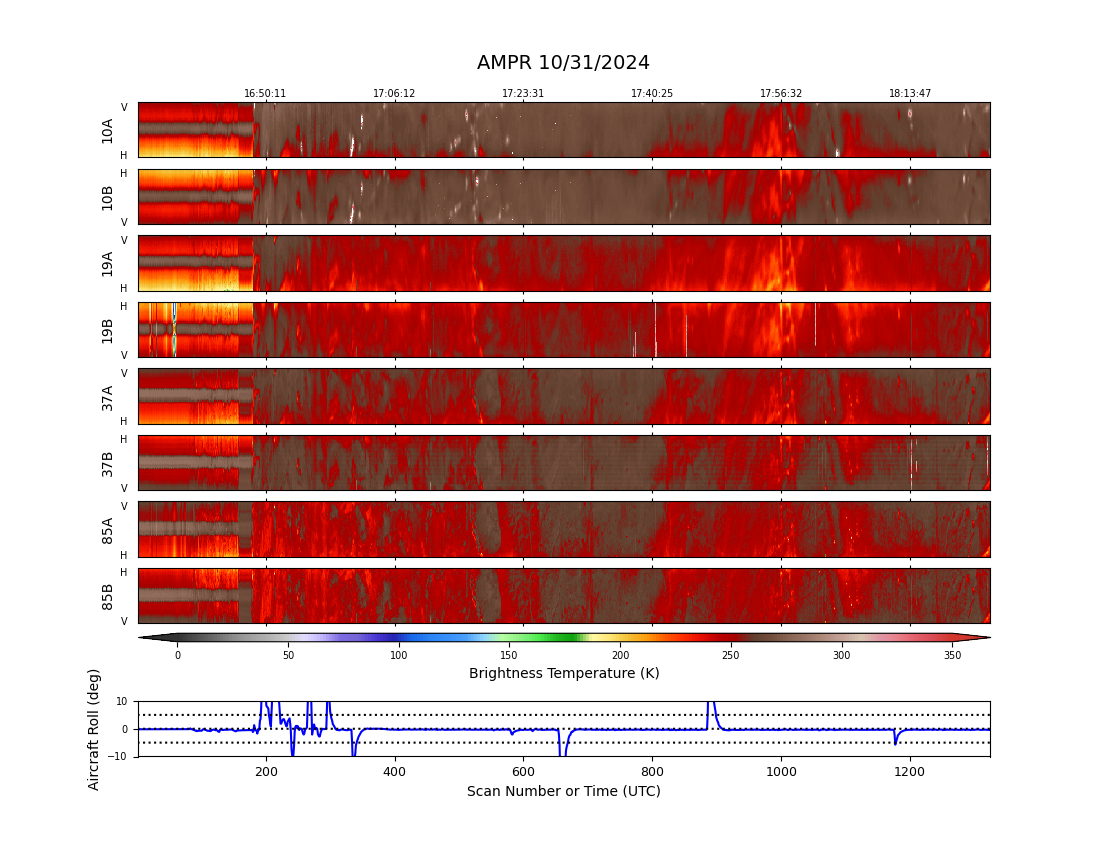 AMPR 10/31/2024
16:50:11 17:06:12 17:23:31 17:40:25 17:56:32 18:13:47
V
10A
H
H
10B
V
V
19A
H
H
19B
V
V
37A
H
H
37B
V
V
85A
H
H
85B
V
0 50 100 150 200 250 300 350
Brightness Temperature (K)
Aircraft Roll (deg)
10
0
−10
200 400 600 800 1000 1200
Scan Number or Time (UTC)